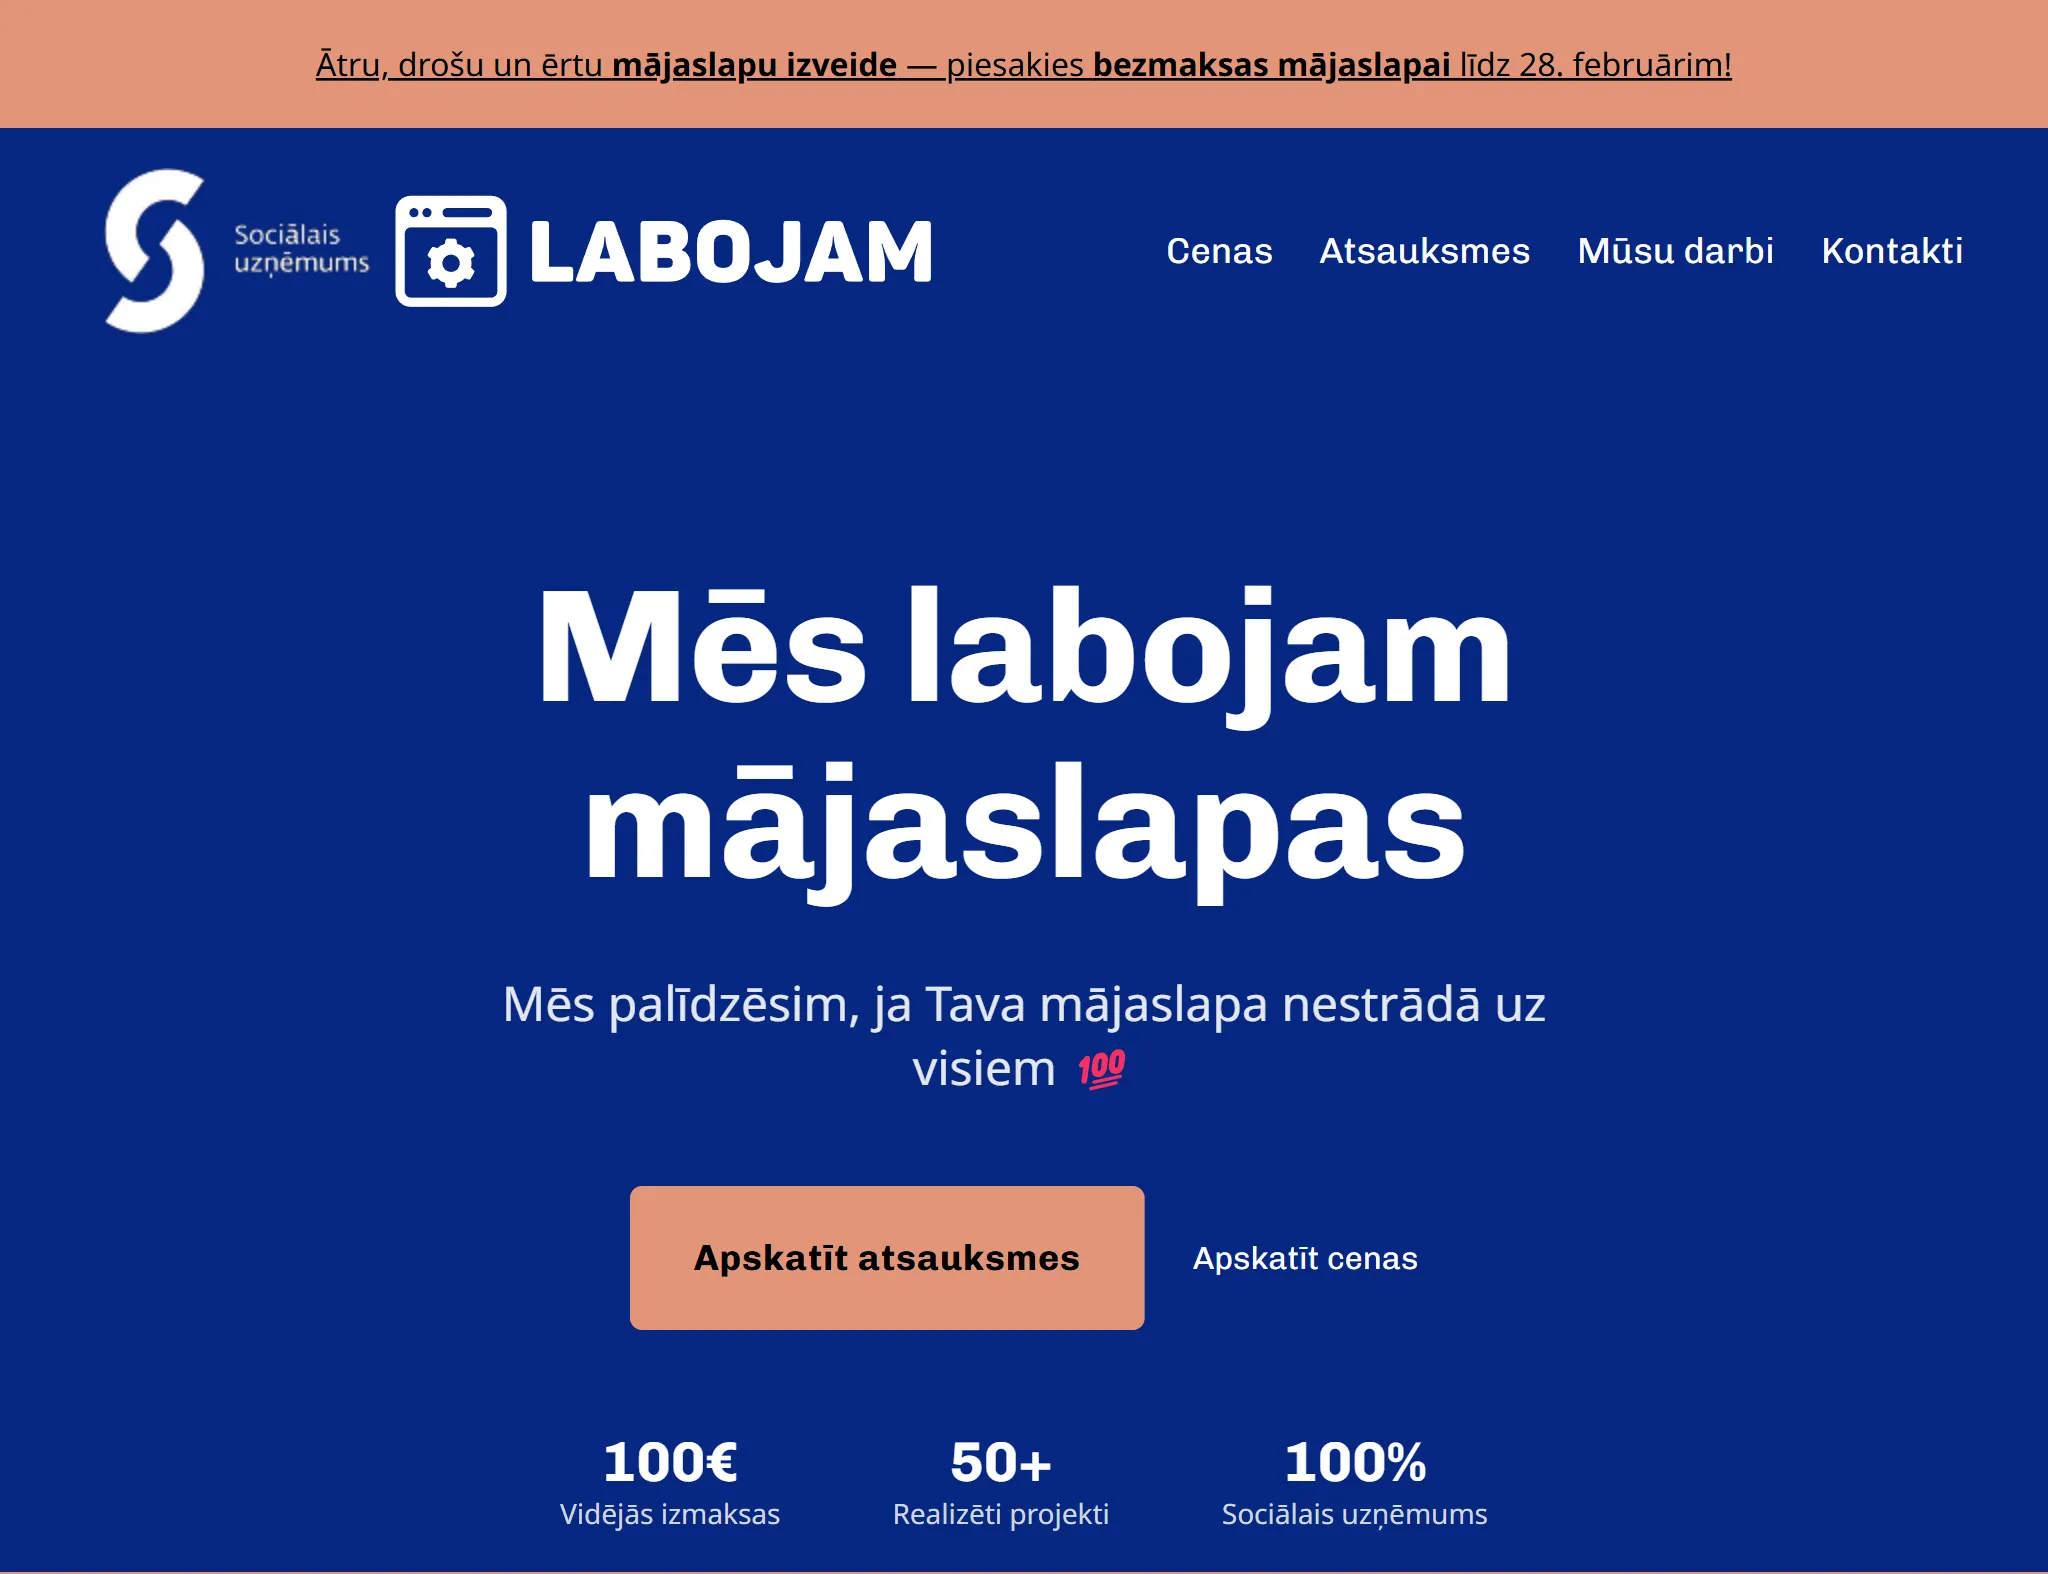 Ātru, drošu un ērtu mājaslapu izveide — piesakies bezmaksas mājaslapai līdz 28. februārim!
Sociālais
uzņēmums
LABOJAM
Cenas Atsauksmes Mūsu darbi Kontakti
Mēs labojam
mājaslapas
Mēs palīdzēsim, ja Tava mājaslapa nestrādā uz
visiem 💯
Apskatīt atsauksmes
Apskatīt cenas
100€ 50+ 100%
Vidējās izmaksas Realizēti projekti Sociālais uzņēmums